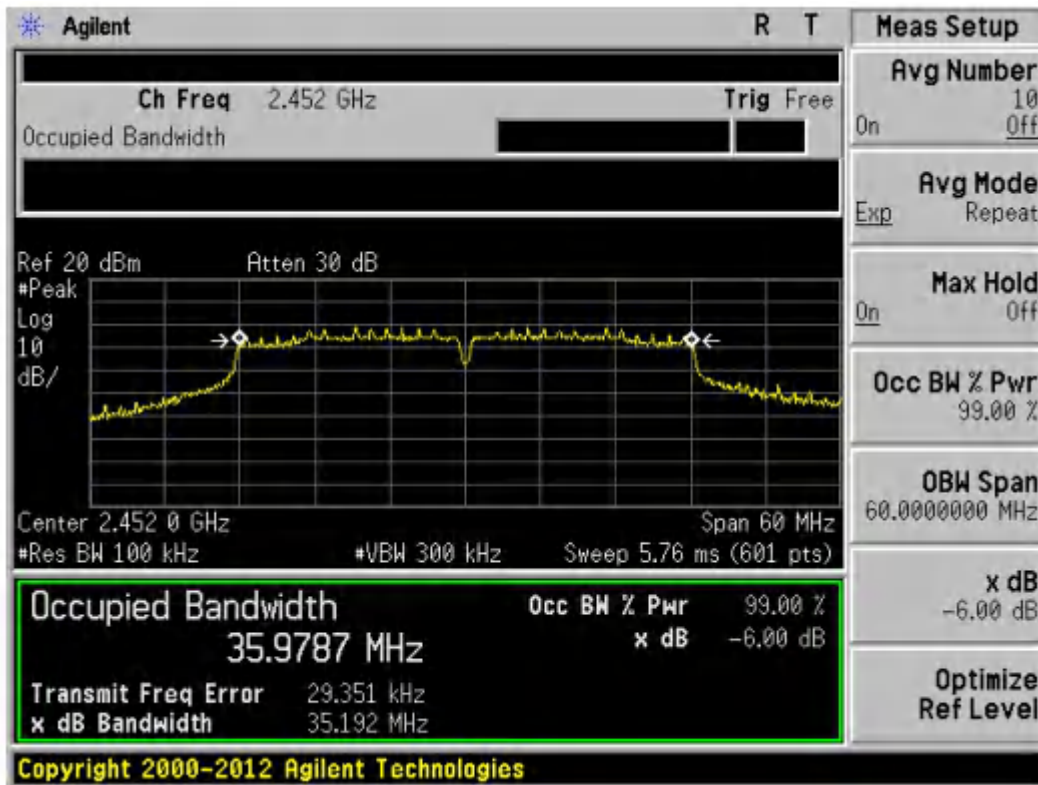 Agilent R T
Ch Freq 2.452 GHz Trig Free
Occupied Bandwidth
Ref 20 dBm Atten 30 dB
#Peak
Log
10
dB/
Center 2.452 0 GHz Span 60 MHz
#Res BW 100 kHz #VBW 300 kHz Sweep 5.76 ms (601 pts)
Occupied Bandwidth Occ BW % Pwr 99.00 %
35.9787 MHz x dB -6.00 dB
Transmit Freq Error 29.351 kHz
x dB Bandwidth 35.192 MHz
Copyright 2000-2012 Agilent Technologies
Meas Setup
Avg Number
10
On Off
Avg Mode
Exp Repeat
Max Hold
On Off
Occ BW % Pwr
99.00 %
OBW Span
60.0000000 MHz
x dB
-6.00 dB
Optimize
Ref Level